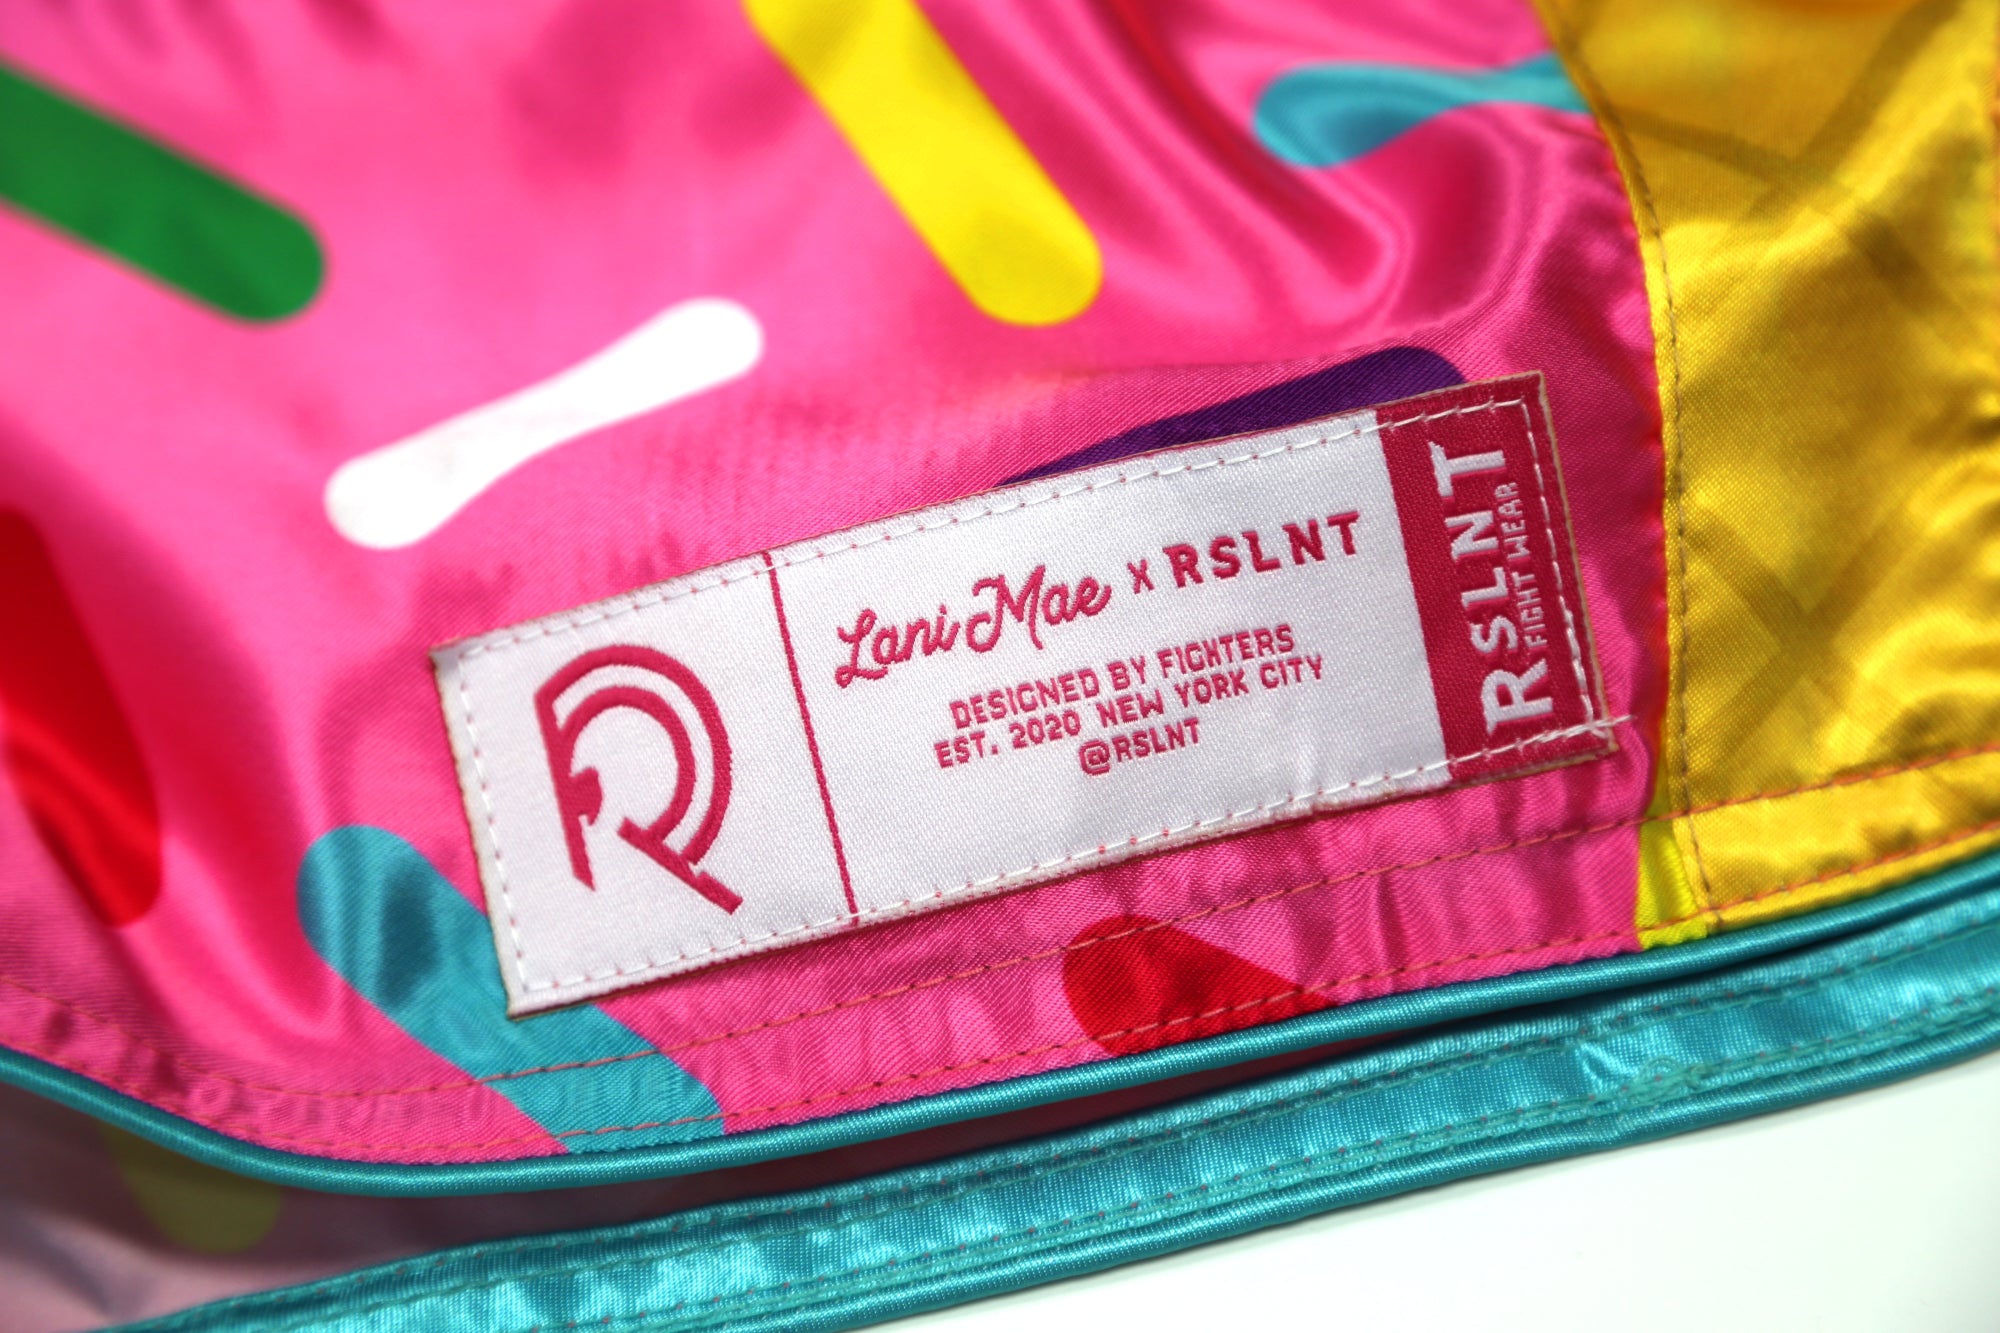 R
Lani Mae x RSLNT
DESIGNED BY FIGHTERS
EST. 2020 NEW YORK CITY
@RSLNT
RSLNT
FIGHT WEAR